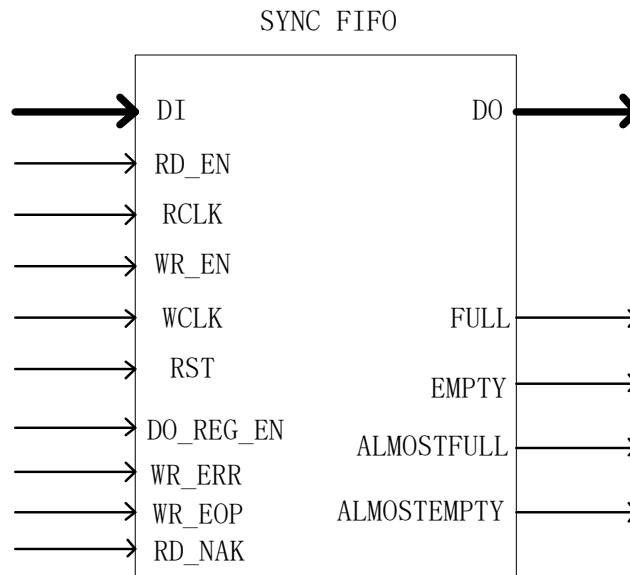 SYNC FIFO
DI DO
RD_EN
RCLK
WR_EN
WCLK FULL
RST
EMPTY
DO_REG_EN
ALMOSTFULL
WR_ERR
WR_EOP ALMOSTEMPTY
RD_NAK